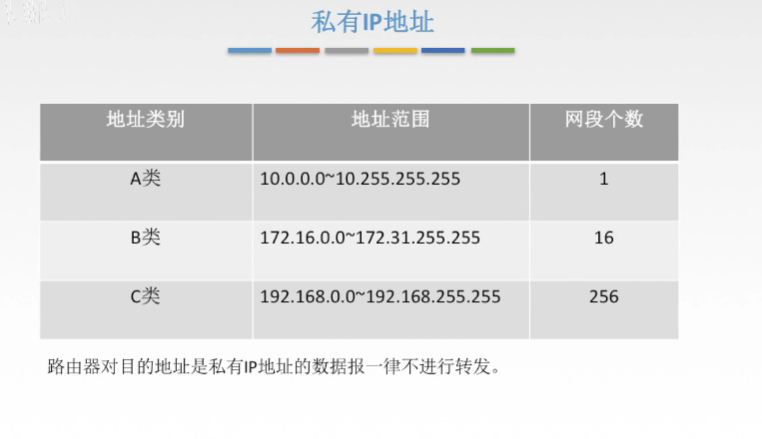 私有IP地址
地址类别 地址范围 网段个数
A类 10.0.0.0~10.255.255.255 1
B类 172.16.0.0~172.31.255.255 16
C类 192.168.0.0~192.168.255.255 256
路由器对目的地址是私有IP地址的数据报一律不进行转发。